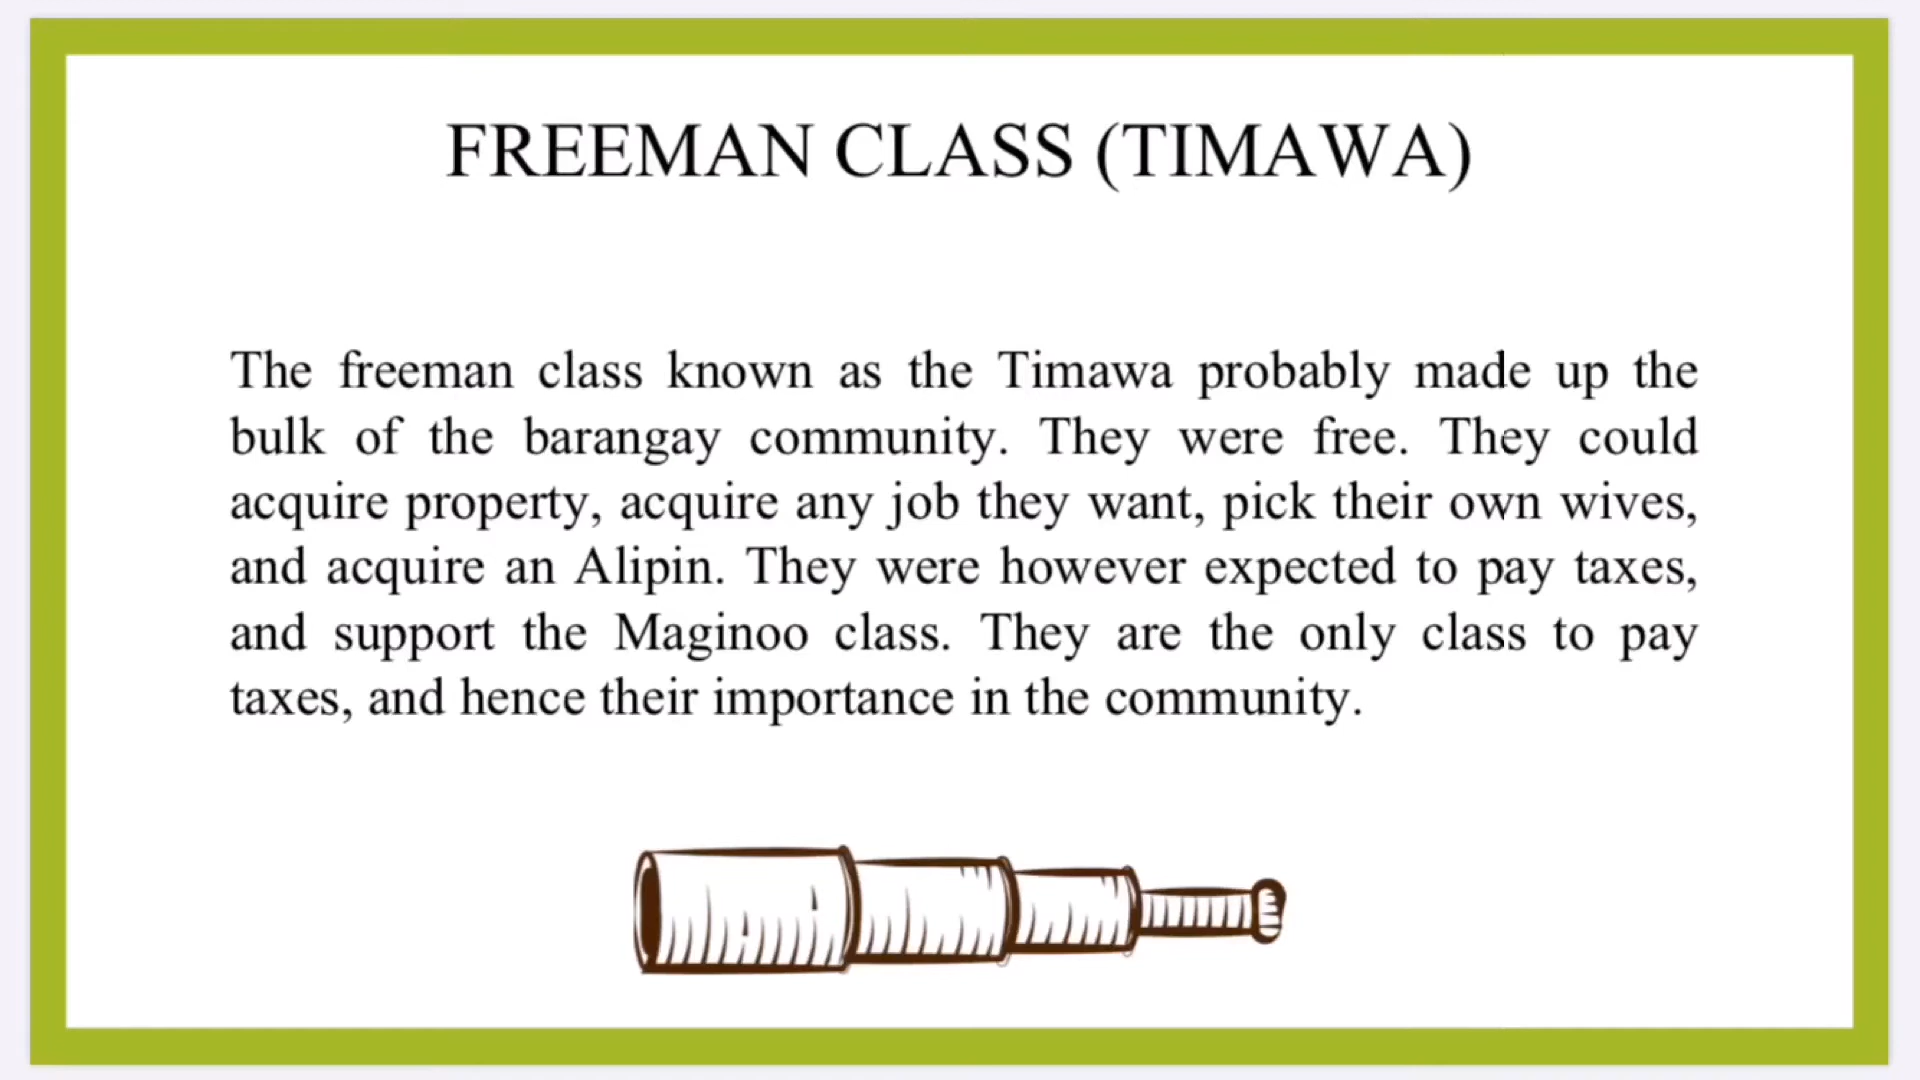 FREEMAN CLASS (TIMAWA)
The freeman class known as the Timawa probably made up the
bulk of the barangay community. They were free. They could
acquire property, acquire any job they want, pick their own wives,
and acquire an Alipin. They were however expected to pay taxes,
and support the Maginoo class. They are the only class to pay
taxes, and hence their importance in the community.